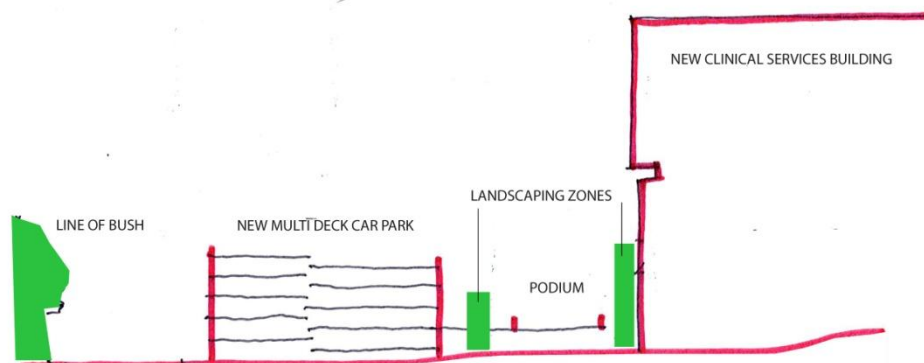 NEW CLINICAL SERVICES BUILDING
LANDSCAPING ZONES
LINE OF BUSH
NEW MULTI DECK CAR PARK
PODIUM